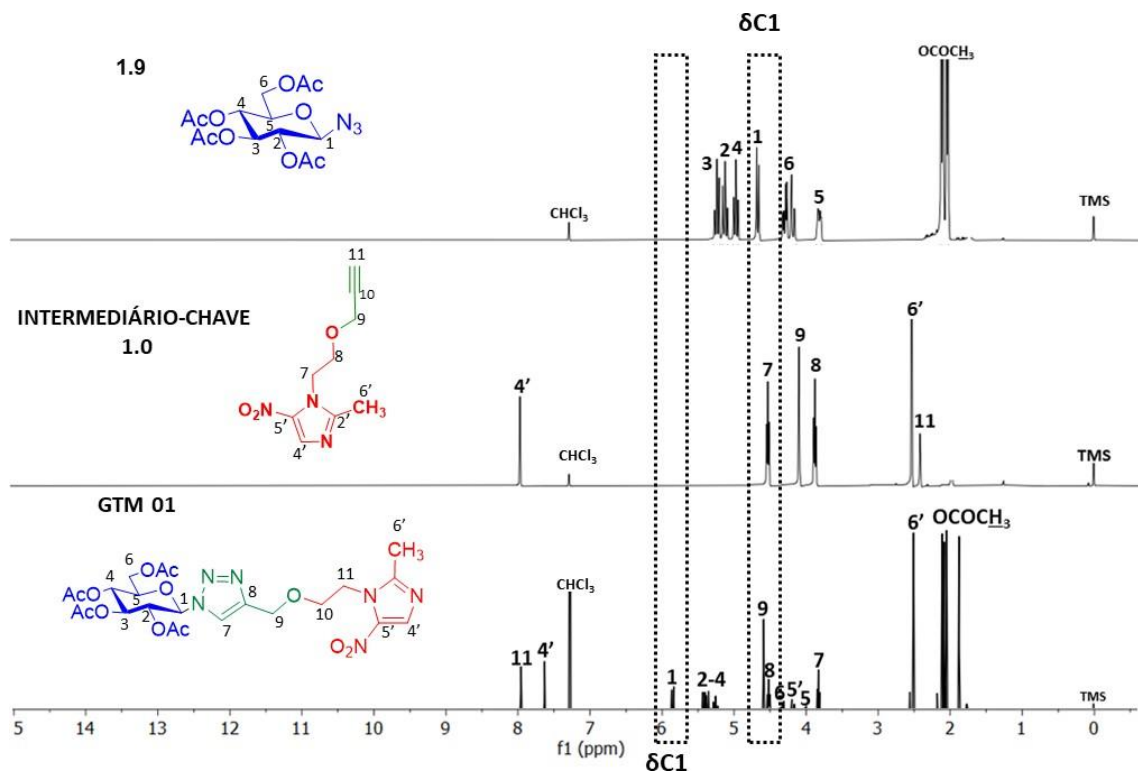 δC1
1.9
6
OAc
4
AcO
5
O
N3
AcO
3
2
OAc
1
CHCl3
3
2
4
1
6
5
OCOCH3
TMS
INTERMEDIÁRIO-CHAVE
1.0
11
10
9
O
8
7
6'
O2N
N
CH3
5'
2'
4'
N
4'
CHCl3
7
9
8
6'
11
TMS
GTM 01
6
OAc
4
AcO
5
O
AcO
3
2
OAc
1
N
N
N
8
7
9
O
10
11
6'
CH3
N
N
5'
4'
O2N
11
4'
CHCl3
1
2-4
9
8
6
5'
5
7
6'
OCOCH3
TMS
15 14 13 12 11 10 9 8 7 6 5 4 3 2 1 0
f1 (ppm)
δC1